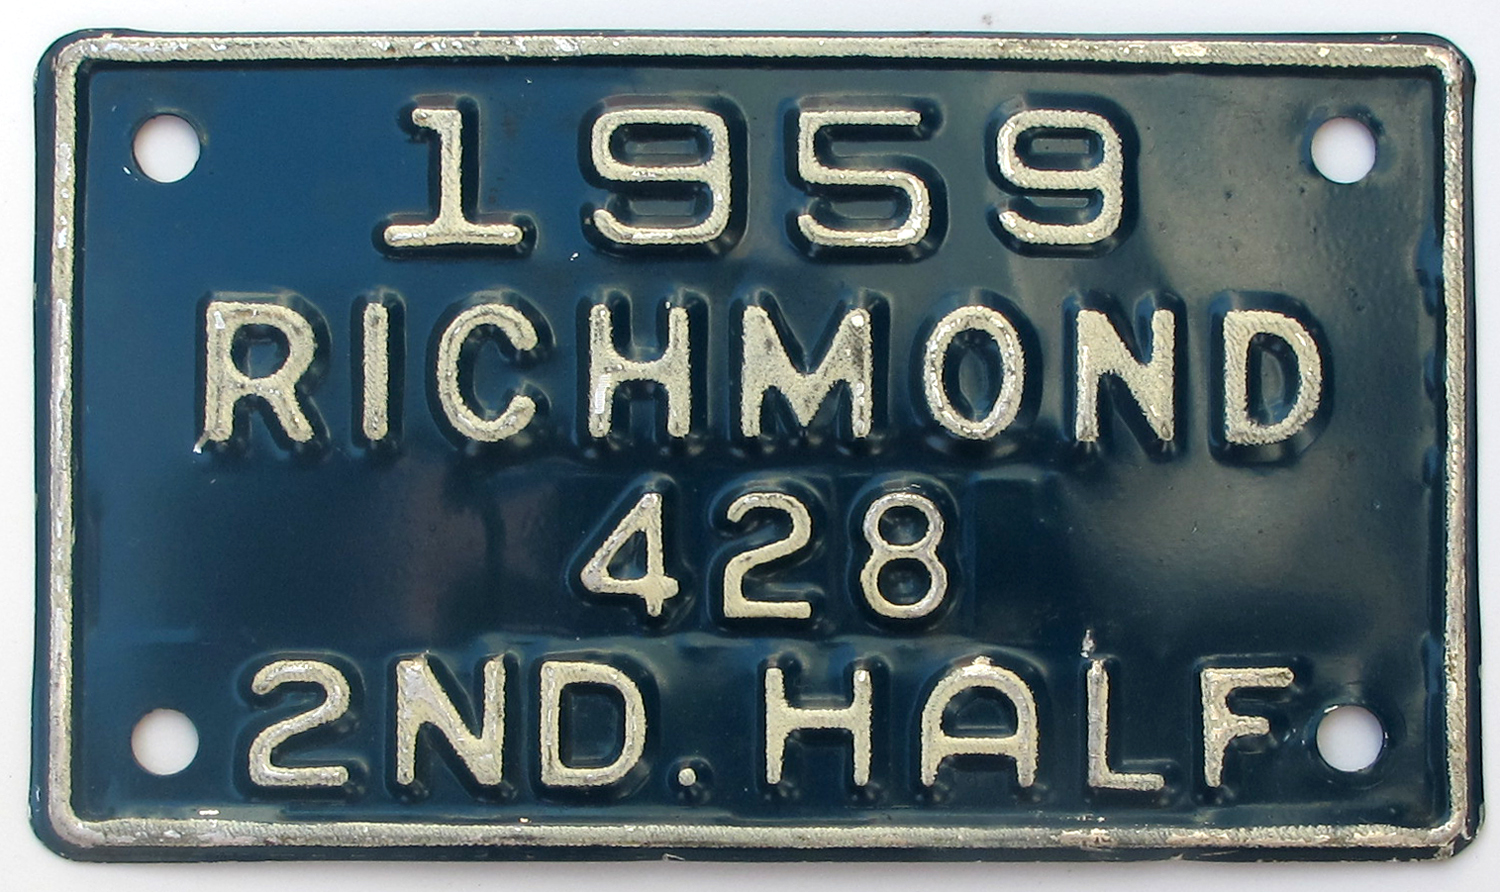 1959
RICHMOND
428
2ND. HALF